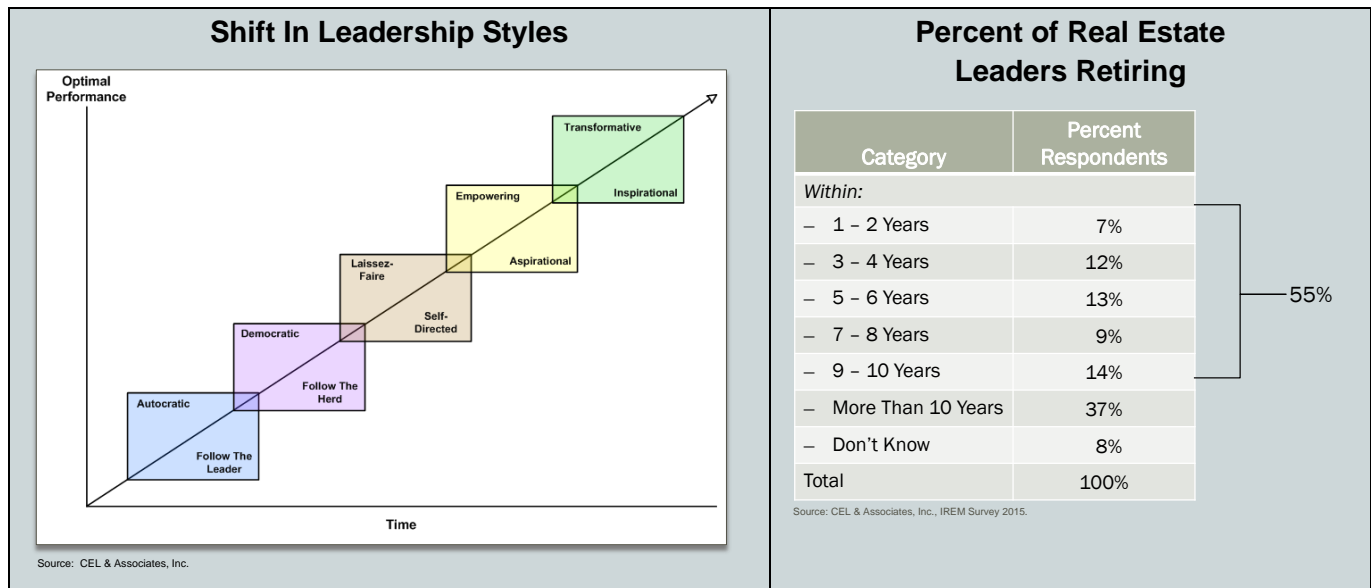 Shift In Leadership Styles
Optimal
Performance
Transformative
Inspirational
Empowering
Aspirational
Laissez-
Faire
Self-
Directed
Democratic
Follow The
Herd
Autocratic
Follow The
Leader
Time
Source: CEL & Associates, Inc.
Percent of Real Estate
Leaders Retiring
Category Percent
Respondents
Within:
– 1 – 2 Years 7%
– 3 – 4 Years 12%
– 5 – 6 Years 13%
– 7 – 8 Years 9%
– 9 – 10 Years 14%
– More Than 10 Years 37%
– Don't Know 8%
Total 100%
55%
Source: CEL & Associates, Inc., IREM Survey 2015.